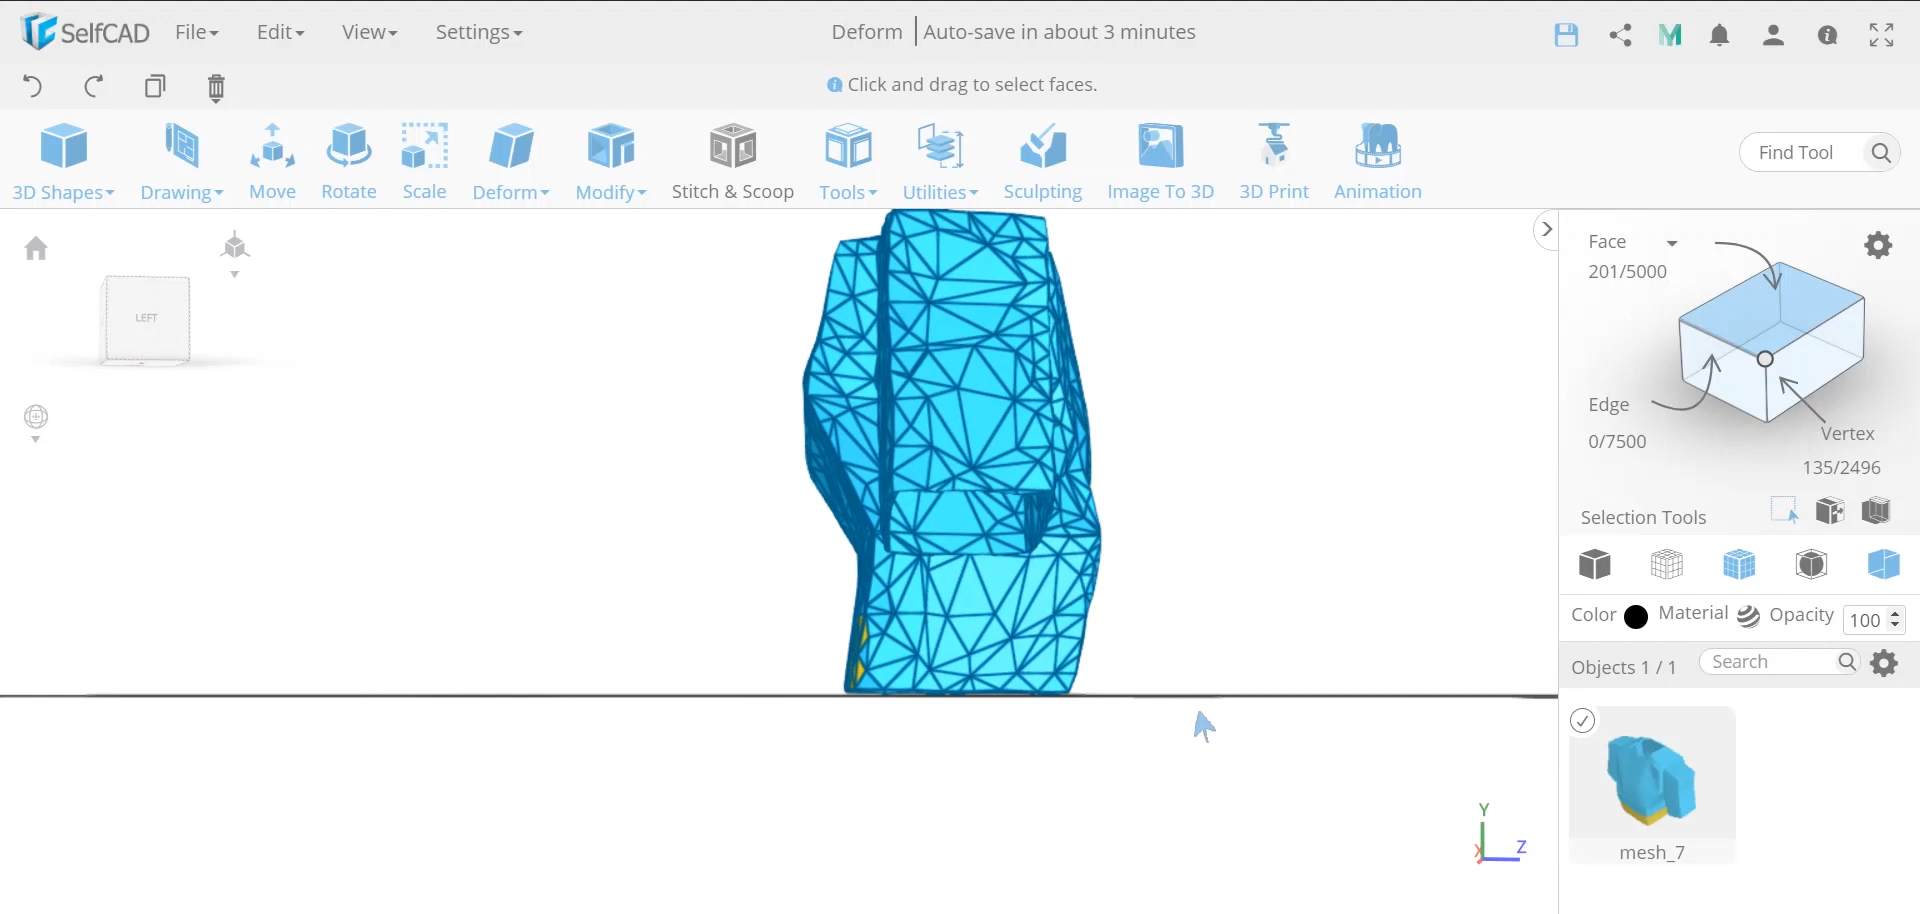 SelfCAD File Edit View Settings Deform Auto-save in about 3 minutes
Click and drag to select faces.
3D Shapes Drawing Move Rotate Scale Deform Modify Stitch & Scoop Tools Utilities Sculpting Image To 3D 3D Print Animation Find Tool
LEFT
Face
201/5000
Edge
0/7500
Vertex
135/2496
Selection Tools
Color Material Opacity 100
Objects 1 / 1 Search
mesh_7
Y
X Z